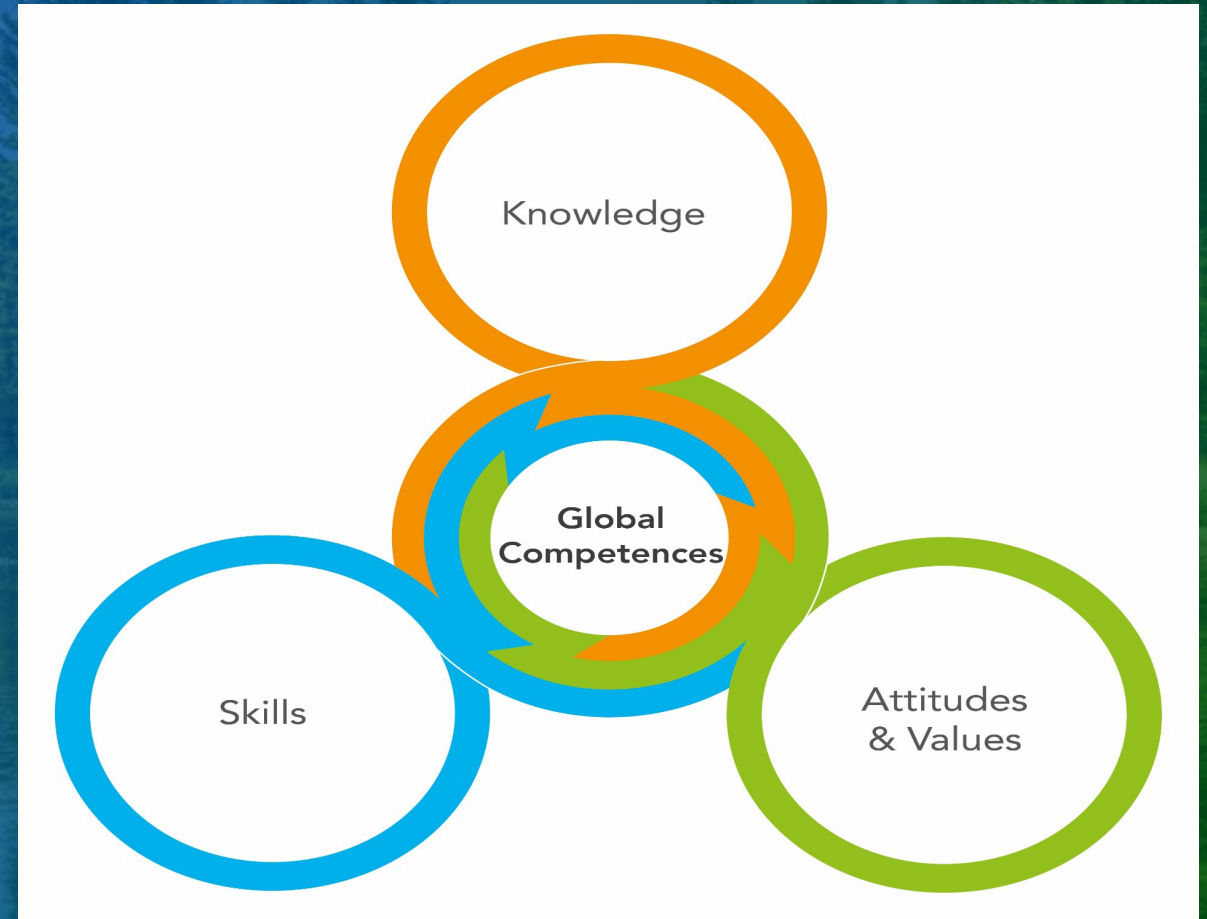 Knowledge
Global
Competences
Skills
Attitudes
& Values